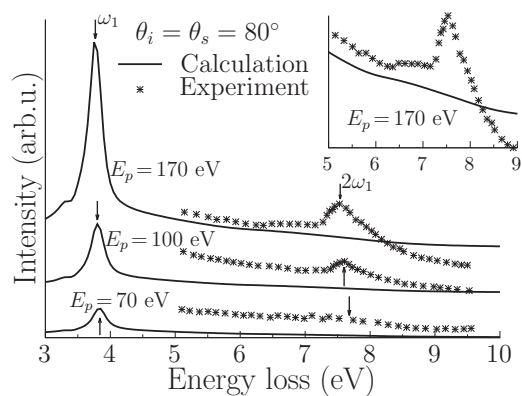 ω₁
θᵢ = θₛ = 80°
Calculation
Experiment
Eₚ = 170 eV
5 6 7 8 9
Eₚ = 170 eV
2ω₁
Eₚ = 100 eV
Eₚ = 70 eV
Intensity (arb.u.)
3 4 5 6 7 8 9 10
Energy loss (eV)